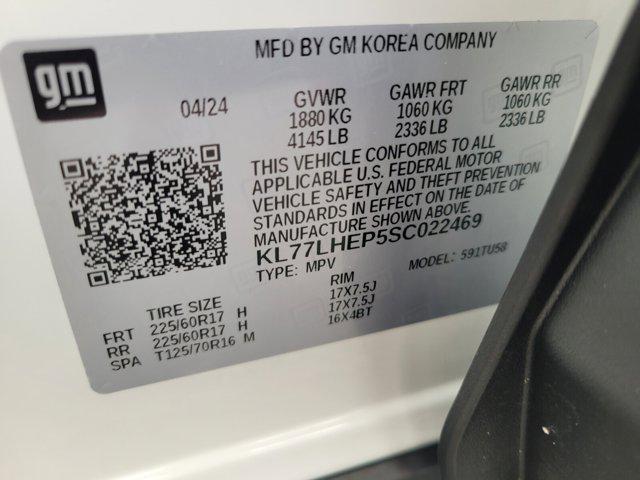 gm
MFD BY GM KOREA COMPANY
04/24
GVWR
1880 KG
4145 LB
GAWR FRT
1060 KG
2336 LB
GAWR RR
1060 KG
2336 LB
THIS VEHICLE CONFORMS TO ALL
APPLICABLE U.S. FEDERAL MOTOR
VEHICLE SAFETY AND THEFT PREVENTION
STANDARDS IN EFFECT ON THE DATE OF
MANUFACTURE SHOWN ABOVE.
KL77LHEP5SC022469
TYPE: MPV
MODEL: 591TU58
TIRE SIZE
RIM
FRT 225/60R17 H 17X7.5J
RR 225/60R17 H 17X7.5J
SPA T125/70R16 M 16X4BT